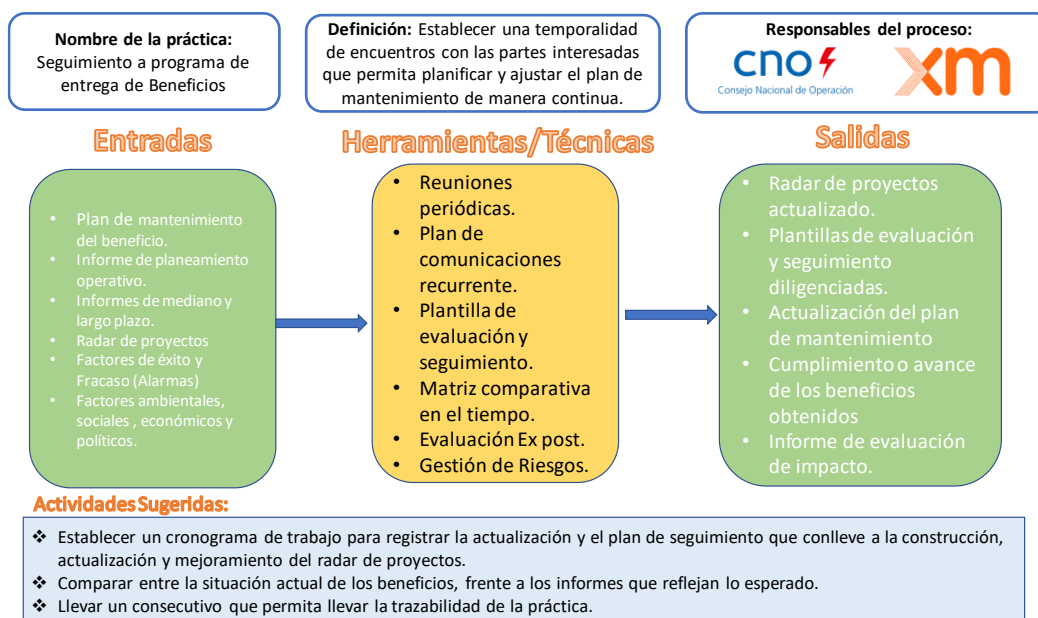 Nombre de la práctica:
Seguimiento a programa de
entrega de Beneficios
Definición: Establecer una temporalidad
de encuentros con las partes interesadas
que permita planificar y ajustar el plan de
mantenimiento de manera continua.
Responsables del proceso:
cno
Consejo Nacional de Operación
xm
Entradas
Herramientas/Técnicas
Salidas
• Plan de mantenimiento
del beneficio.
• Informe de planeamiento
operativo.
• Informes de mediano y
largo plazo.
• Radar de proyectos
• Factores de éxito y
Fracaso (Alarmas)
• Factores ambientales,
sociales , económicos y
políticos.
• Reuniones
periódicas.
• Plan de
comunicaciones
recurrente.
• Plantilla de
evaluación y
seguimiento.
• Matriz comparativa
en el tiempo.
• Evaluación Ex post.
• Gestión de Riesgos.
• Radar de proyectos
actualizado.
• Plantillas de evaluación
y seguimiento
diligenciadas.
• Actualización del plan
de mantenimiento
• Cumplimiento o avance
de los beneficios
obtenidos
• Informe de evaluación
de impacto.
Actividades Sugeridas:
❖ Establecer un cronograma de trabajo para registrar la actualización y el plan de seguimiento que conlleve a la construcción,
actualización y mejoramiento del radar de proyectos.
❖ Comparar entre la situación actual de los beneficios, frente a los informes que reflejan lo esperado.
❖ Llevar un consecutivo que permita llevar la trazabilidad de la práctica.